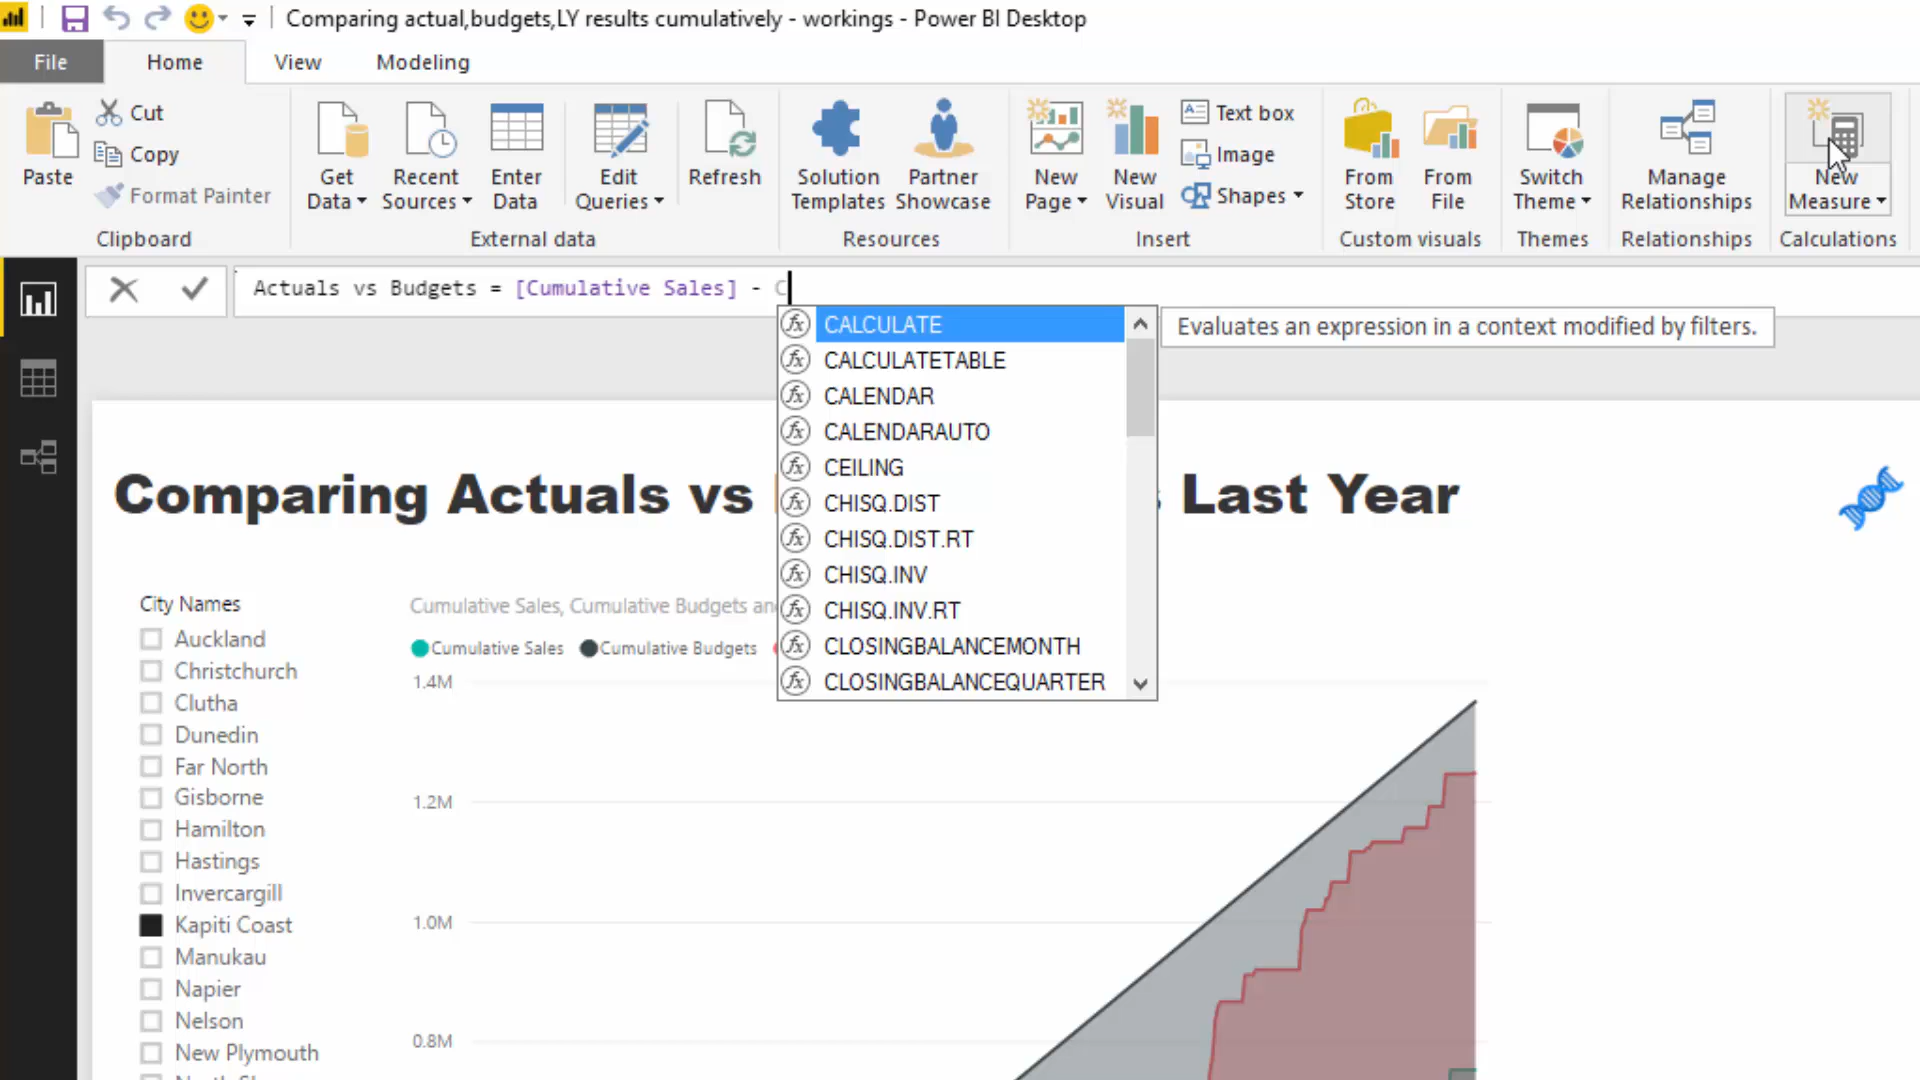 Comparing actual,budgets,LY results cumulatively - workings - Power BI Desktop
File Home View Modeling
Paste
Cut
Copy
Format Painter
Clipboard
Get Data
Recent Sources
Enter Data
Edit Queries
Refresh
External data
Solution Templates
Partner Showcase
Resources
New Page
New Visual
Text box
Image
Shapes
Insert
From Store
From File
Custom visuals
Switch Theme
Themes
Manage Relationships
Relationships
New Measure
Calculations
Actuals vs Budgets = [Cumulative Sales] - C
CALCULATE
CALCULATETABLE
CALENDAR
CALENDARAUTO
CEILING
CHISQ.DIST
CHISQ.DIST.RT
CHISQ.INV
CHISQ.INV.RT
CLOSINGBALANCEMONTH
CLOSINGBALANCEQUARTER
Evaluates an expression in a context modified by filters.
Comparing Actuals vs Last Year
City Names
Auckland
Christchurch
Clutha
Dunedin
Far North
Gisborne
Hamilton
Hastings
Invercargill
Kapiti Coast
Manukau
Napier
Nelson
New Plymouth
Cumulative Sales, Cumulative Budgets an
Cumulative Sales Cumulative Budgets
1.4M
1.2M
1.0M
0.8M